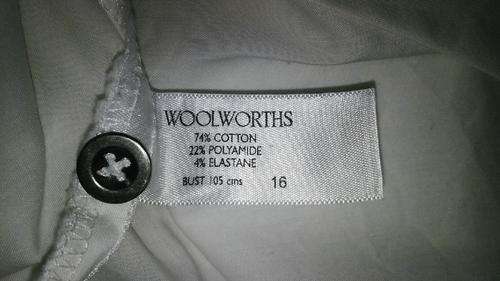 WOOLWORTHS
74% COTTON
22% POLYAMIDE
4% ELASTANE
BUST 105 cms 16